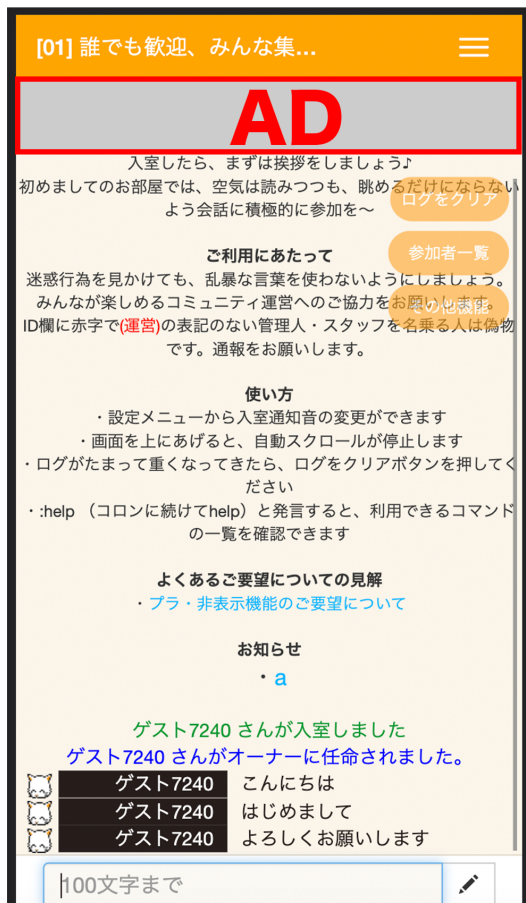 [01] 誰でも歓迎、みんな集...
AD
入室したら、まずは挨拶をしましょう♪
初めましてのお部屋では、空気は読みつつも、眺めるだけにならない
よう会話に積極的に参加を〜
ログをクリア
ご利用にあたって
参加者一覧
迷惑行為を見かけても、乱暴な言葉を使わないようにしましょう。
みんなが楽しめるコミュニティ運営へのご協力をお願いします。
その他機能
ID欄に赤字で(運営)の表記のない管理人・スタッフを名乗る人は偽物
です。通報をお願いします。
使い方
・設定メニューから入室通知音の変更ができます
・画面を上にあげると、自動スクロールが停止します
・ログがたまって重くなってきたら、ログをクリアボタンを押してく
ださい
・:help （コロンに続けてhelp）と発言すると、利用できるコマンド
の一覧を確認できます
よくあるご要望についての見解
・プラ・非表示機能のご要望について
お知らせ
・a
ゲスト7240 さんが入室しました
ゲスト7240 さんがオーナーに任命されました。
ゲスト7240 こんにちは
ゲスト7240 はじめまして
ゲスト7240 よろしくお願いします
100文字まで